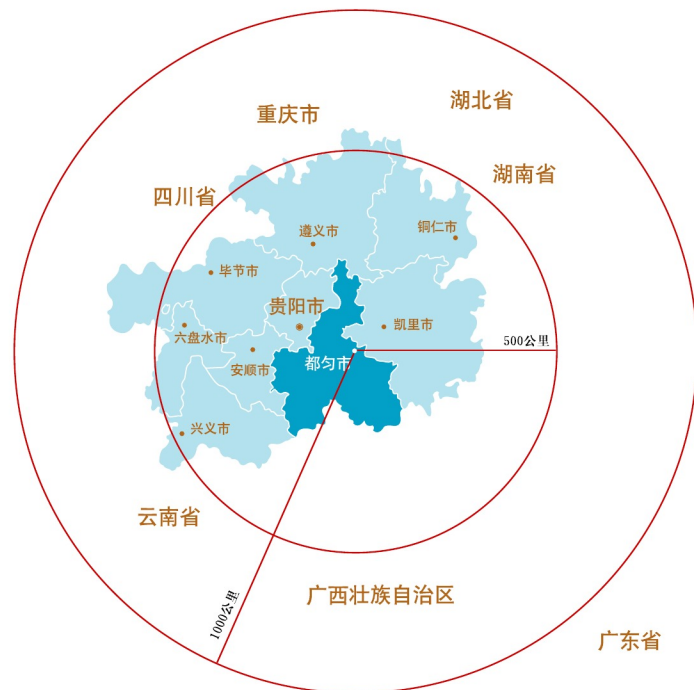 湖北省
重庆市
湖南省
四川省
铜仁市
遵义市
毕节市
贵阳市
凯里市
六盘水市
500公里
都匀市
安顺市
兴义市
云南省
广西壮族自治区
1000公里
广东省